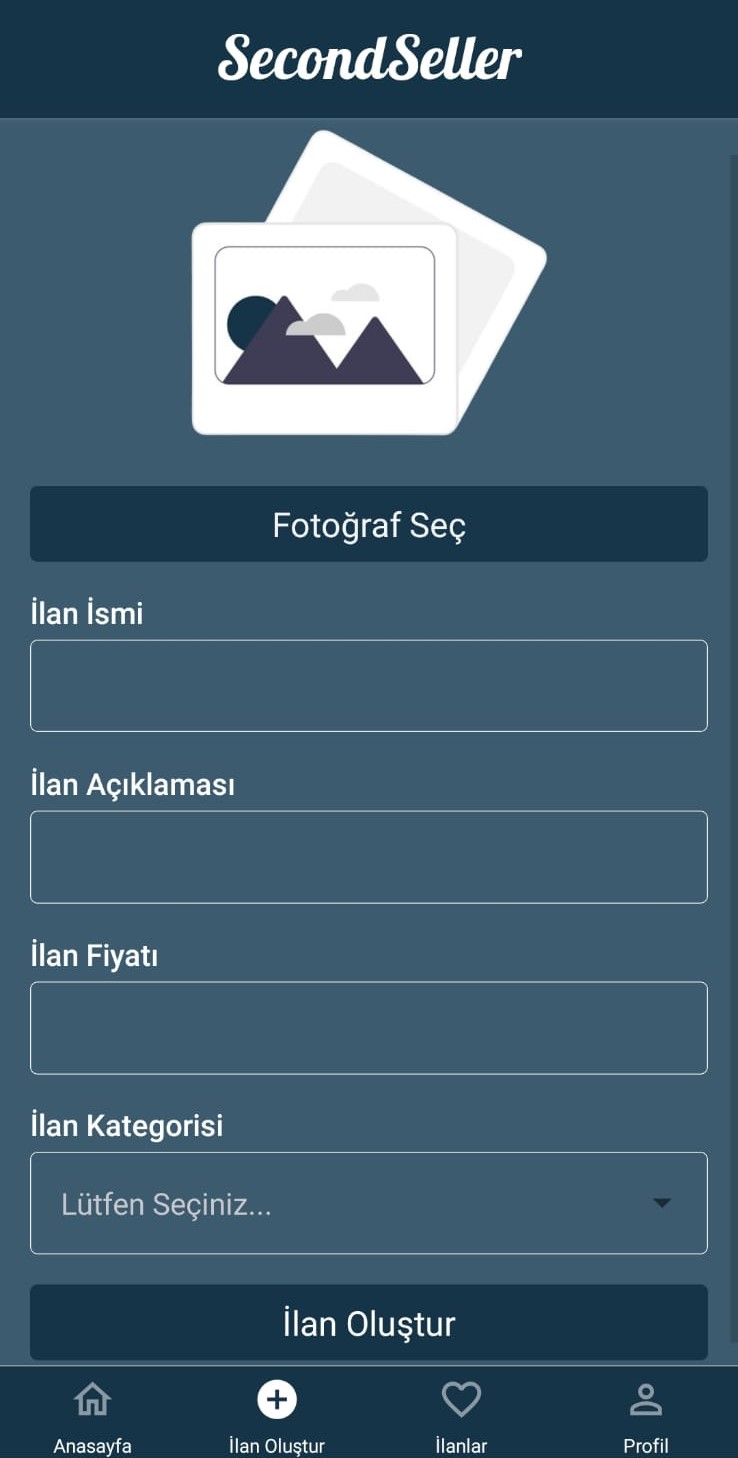 SecondSeller
Fotoğraf Seç
İlan İsmi
İlan Açıklaması
İlan Fiyatı
İlan Kategorisi
Lütfen Seçiniz...
İlan Oluştur
Anasayfa
İlan Oluştur
İlanlar
Profil